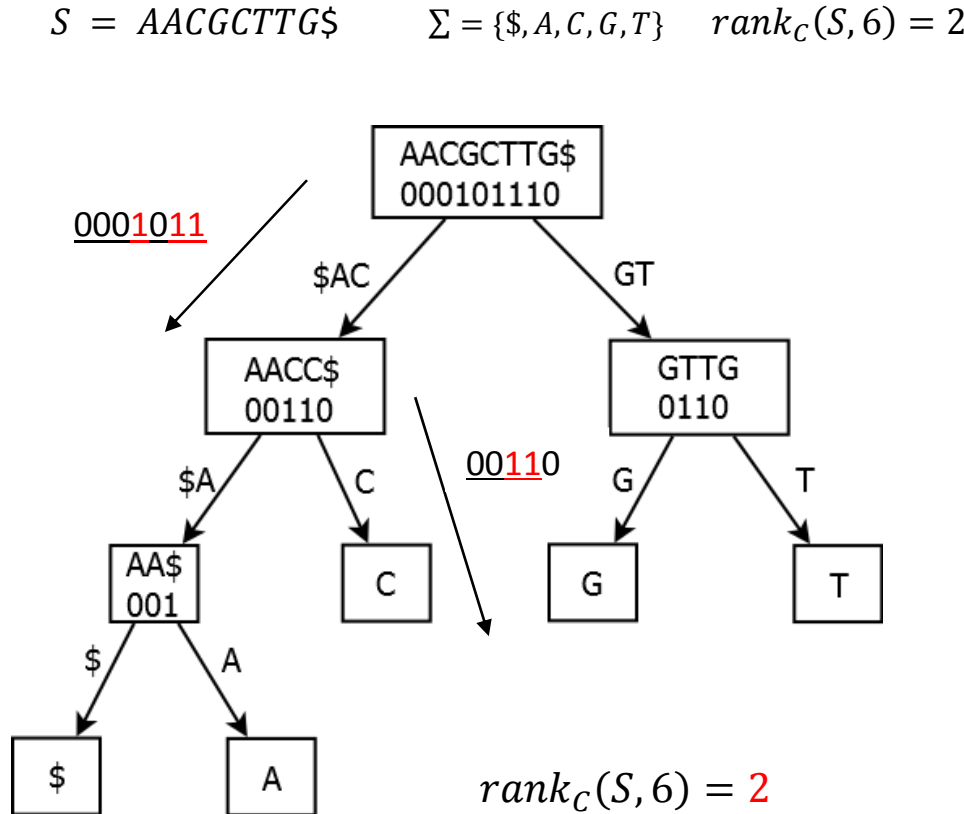 S = AACGCTTG$ ∑ = {$, A, C, G, T} rank_C(S, 6) = 2
AACGCTTG$
000101110
0001011
$AC
GT
AACC$
00110
GTTG
0110
00110
$A
C
G
T
AA$
001
C
G
T
$
A
$
A
rank_C(S, 6) = 2